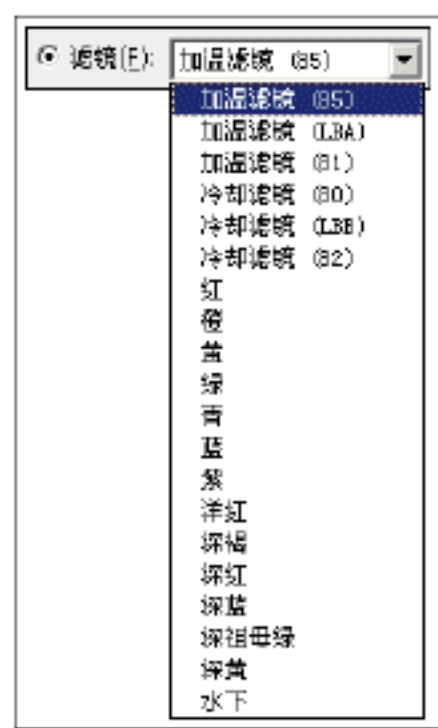 滤镜(F): 加温滤镜 (85)
加温滤镜 (85)
加温滤镜 (LBA)
加温滤镜 (81)
冷却滤镜 (80)
冷却滤镜 (LBB)
冷却滤镜 (82)
红
橙
黄
绿
青
蓝
紫
洋红
深褐
深红
深蓝
深祖母绿
深黄
水下